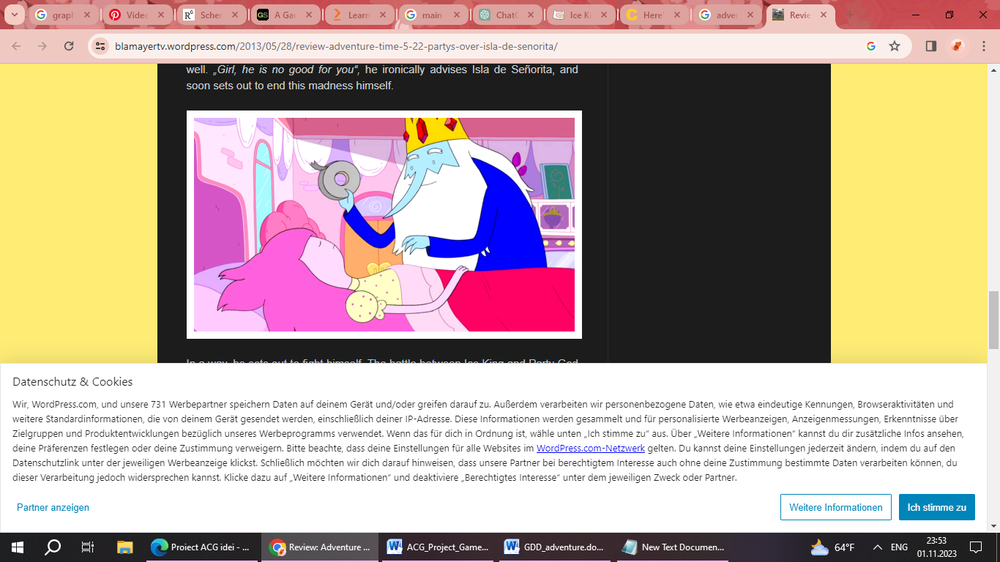 grap
Video
R⁶ Scher
GS A Gar
Learn
main
ChatG
Ice Ki
C Here'
adve
Revie
blamayertv.wordpress.com/2013/05/28/review-adventure-time-5-22-partys-over-isla-de-senorita/
well. „Girl, he is no good for you“, he ironically advises Isla de Señorita, and
soon sets out to end this madness himself.
In a way, he sets out to fight himself. The battle between Ice King and Party God
Datenschutz & Cookies
Wir, WordPress.com, und unsere 731 Werbepartner speichern Daten auf deinem Gerät und/oder greifen darauf zu. Außerdem verarbeiten wir personenbezogene Daten, wie etwa eindeutige Kennungen, Browseraktivitäten und
weitere Standardinformationen, die von deinem Gerät gesendet werden, einschließlich deiner IP-Adresse. Diese Informationen werden gesammelt und für personalisierte Werbeanzeigen, Anzeigenmessungen, Erkenntnisse über
Zielgruppen und Produktentwicklungen bezüglich unseres Werbeprogramms verwendet. Wenn das für dich in Ordnung ist, wähle unten „Ich stimme zu“ aus. Über „Weitere Informationen“ kannst du dir zusätzliche Infos ansehen,
deine Präferenzen festlegen oder deine Zustimmung verweigern. Bitte beachte, dass deine Einstellungen für alle Websites im WordPress.com-Netzwerk gelten. Du kannst deine Einstellungen jederzeit ändern, indem du auf den
Datenschutzlink unter der jeweiligen Werbeanzeige klickst. Schließlich möchten wir dich darauf hinweisen, dass unsere Partner bei berechtigtem Interesse auch ohne deine Zustimmung bestimmte Daten verarbeiten können, du
dieser Verarbeitung jedoch widersprechen kannst. Klicke dazu auf „Weitere Informationen“ und deaktiviere „Berechtigtes Interesse“ unter dem jeweiligen Zweck oder Partner.
Partner anzeigen
Weitere Informationen
Ich stimme zu
Proiect ACG idei - ...
Review: Adventure ...
ACG_Project_Game...
GDD_adventure.do...
New Text Documen...
64°F
ENG
23:53
01.11.2023